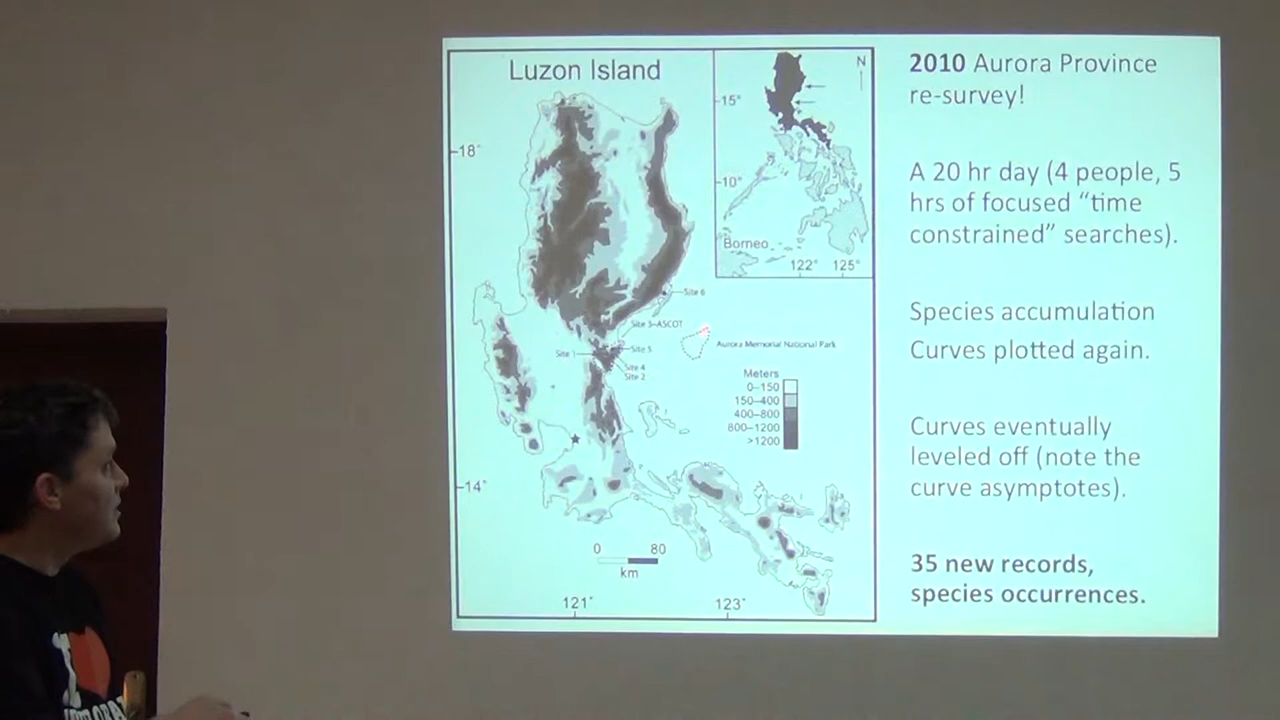 Luzon Island
N
15°
18°
10°
Borneo
122° 125°
Site 6
Site 3-ASCOT
Site 1
Site 5
Site 4
Site 2
Aurora Memorial National Park
Meters
0-150
150-400
400-800
800-1200
>1200
14°
0 80
km
121° 123°
2010 Aurora Province
re-survey!
A 20 hr day (4 people, 5
hrs of focused “time
constrained” searches).
Species accumulation
Curves plotted again.
Curves eventually
leveled off (note the
curve asymptotes).
35 new records,
species occurrences.
I